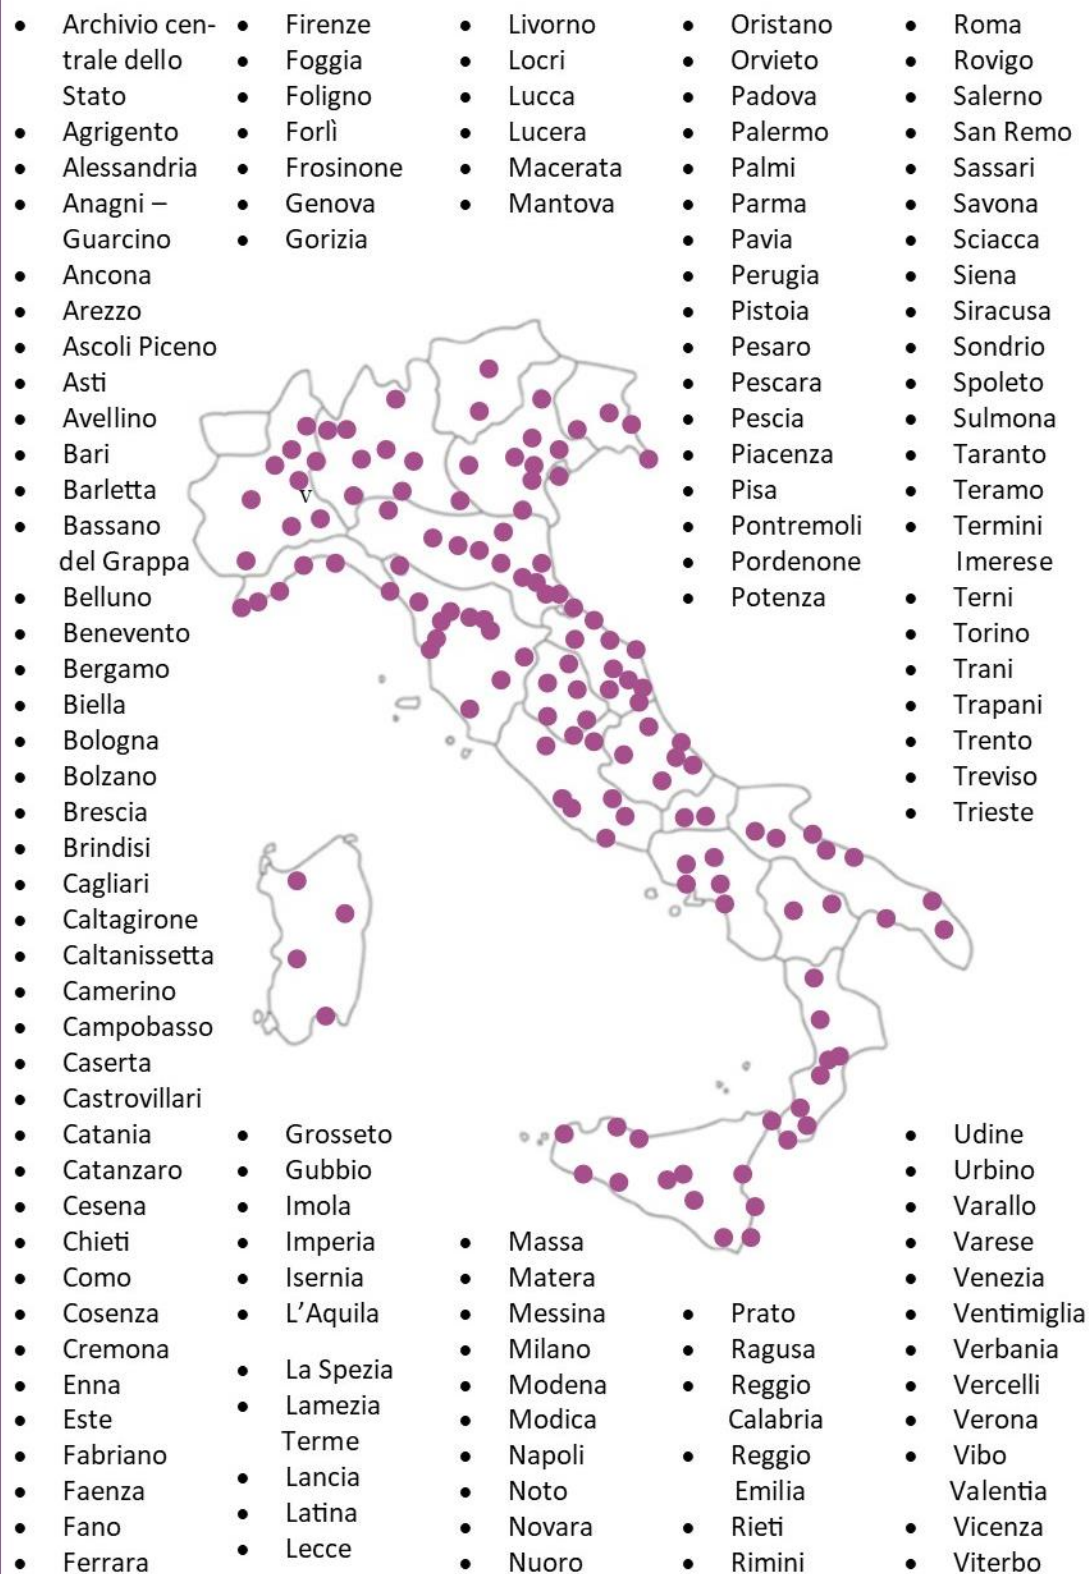 • Archivio cen-
trale dello
Stato
• Agrigento
• Alessandria
• Anagni –
Guarcino
• Ancona
• Arezzo
• Ascoli Piceno
• Asti
• Avellino
• Bari
• Barletta
• Bassano
del Grappa
• Belluno
• Benevento
• Bergamo
• Biella
• Bologna
• Bolzano
• Brescia
• Brindisi
• Cagliari
• Caltagirone
• Caltanissetta
• Camerino
• Campobasso
• Caserta
• Castrovillari
• Catania
• Catanzaro
• Cesena
• Chieti
• Como
• Cosenza
• Cremona
• Enna
• Este
• Fabriano
• Faenza
• Fano
• Ferrara
• Firenze
• Foggia
• Foligno
• Forlì
• Frosinone
• Genova
• Gorizia
v
• Grosseto
• Gubbio
• Imola
• Imperia
• Isernia
• L’Aquila
• La Spezia
• Lamezia
Terme
• Lancia
• Latina
• Lecce
• Livorno
• Locri
• Lucca
• Lucera
• Macerata
• Mantova
• Massa
• Matera
• Messina
• Milano
• Modena
• Modica
• Napoli
• Noto
• Novara
• Nuoro
• Oristano
• Orvieto
• Padova
• Palermo
• Palmi
• Parma
• Pavia
• Perugia
• Pistoia
• Pesaro
• Pescara
• Pescia
• Piacenza
• Pisa
• Pontremoli
• Pordenone
• Potenza
• Prato
• Ragusa
• Reggio
Calabria
• Reggio
Emilia
• Rieti
• Rimini
• Roma
• Rovigo
• Salerno
• San Remo
• Sassari
• Savona
• Sciacca
• Siena
• Siracusa
• Sondrio
• Spoleto
• Sulmona
• Taranto
• Teramo
• Termini
Imerese
• Terni
• Torino
• Trani
• Trapani
• Trento
• Treviso
• Trieste
• Udine
• Urbino
• Varallo
• Varese
• Venezia
• Ventimiglia
• Verbania
• Vercelli
• Verona
• Vibo
Valentia
• Vicenza
• Viterbo